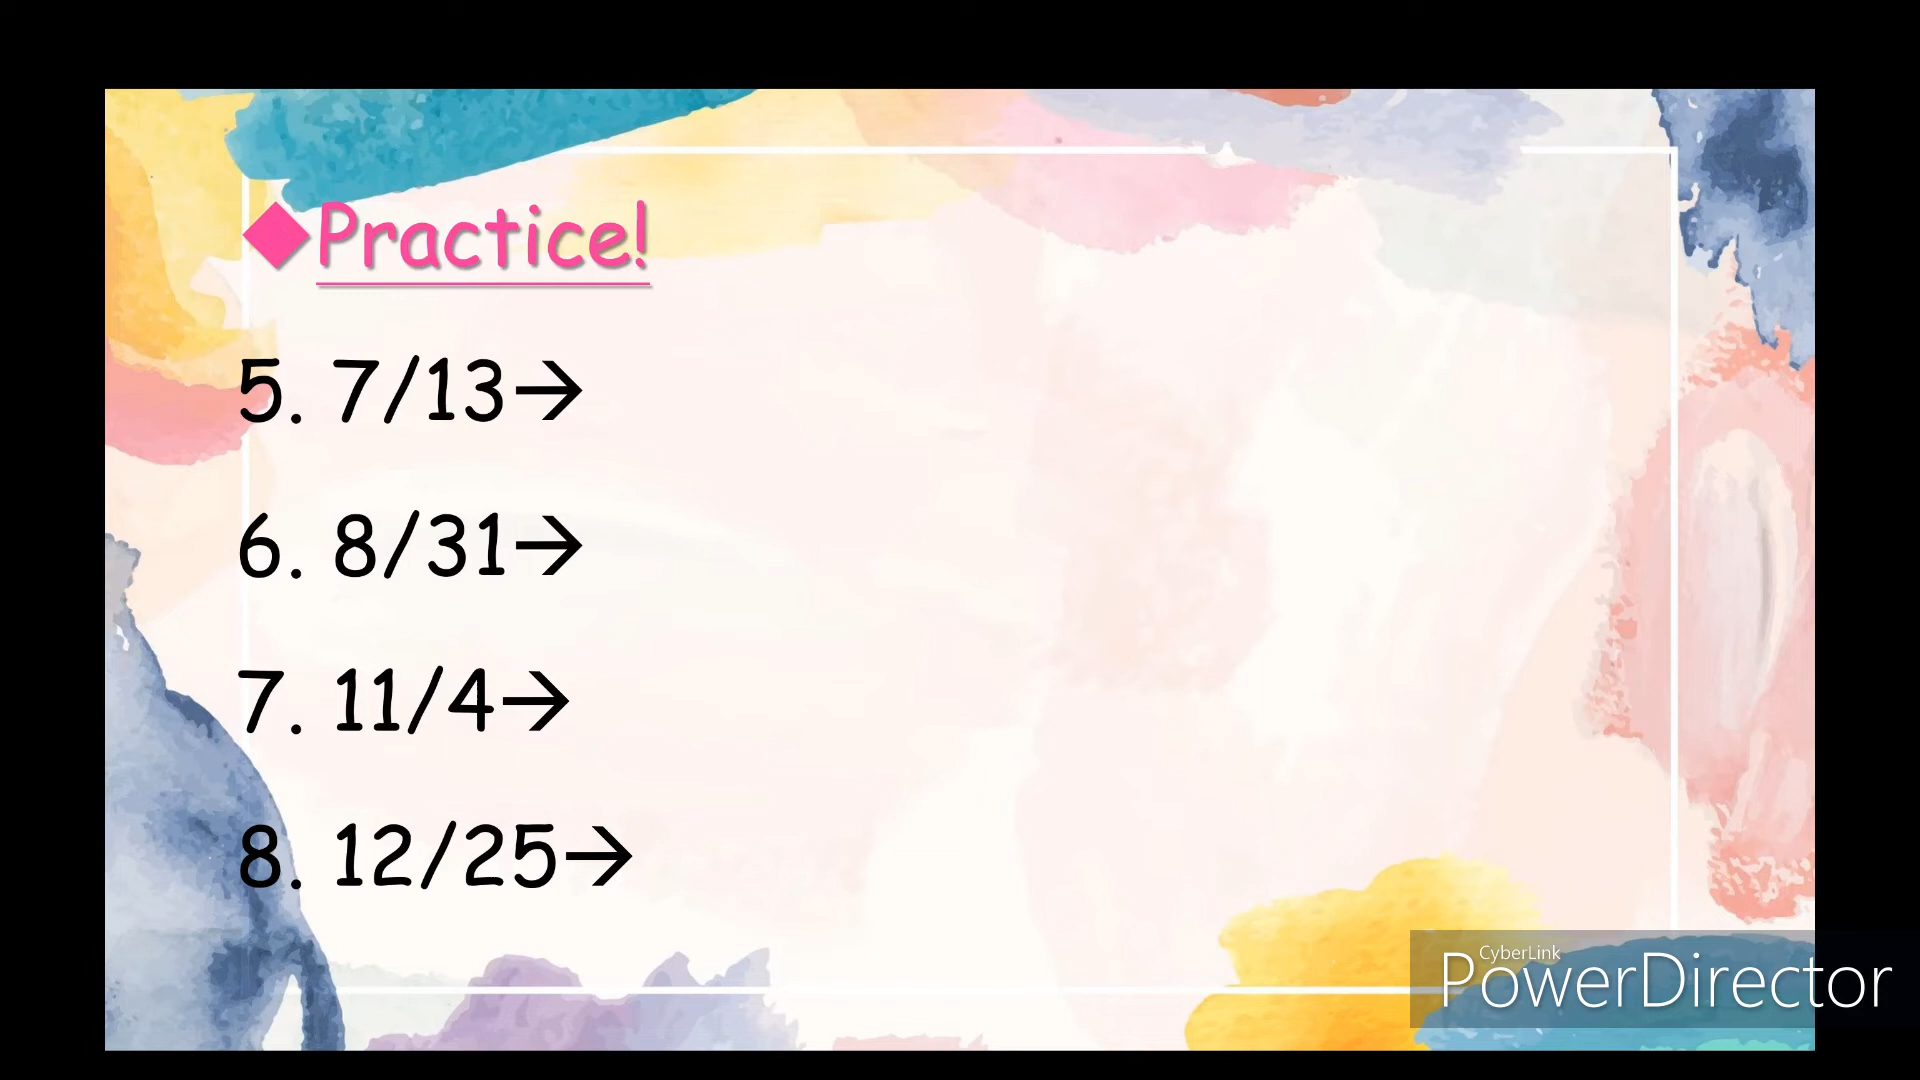 ◆Practice!
5. 7/13→
6. 8/31→
7. 11/4→
8. 12/25→
CyberLink
PowerDirector